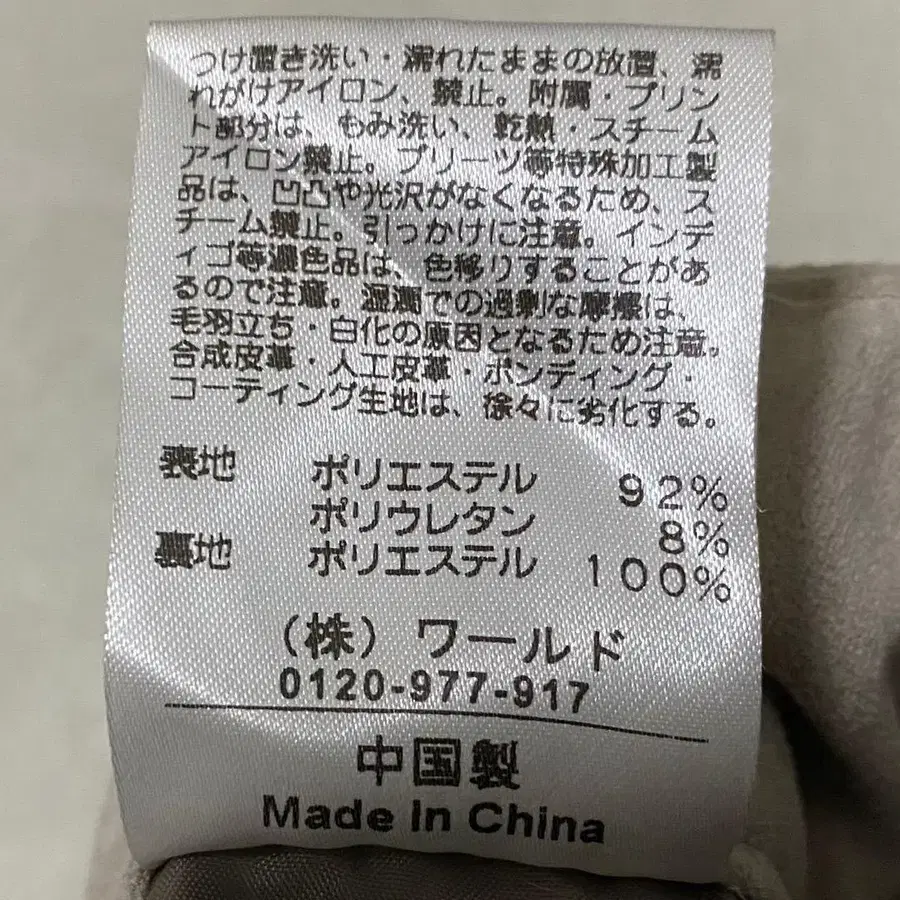 つけ置き洗い・濡れたままの放置、濡
れがけアイロン、禁止。附属・プリン
ト部分は、もみ洗い、乾熱・スチーム
アイロン禁止。プリーツ等特殊加工製
品は、凹凸や光沢がなくなるため、ス
チーム禁止。引っかけに注意。インデ
ィゴ等濃色品は、色移りすることがあ
るので注意。湿潤での過剰な摩擦は、
毛羽立ち・白化の原因となるため注意。
合成皮革・人工皮革・ボンディング・
コーティング生地は、徐々に劣化する。
表地 ポリエステル 92%
ポリウレタン 8%
裏地 ポリエステル 100%
(株) ワールド
0120-977-917
中国製
Made In China